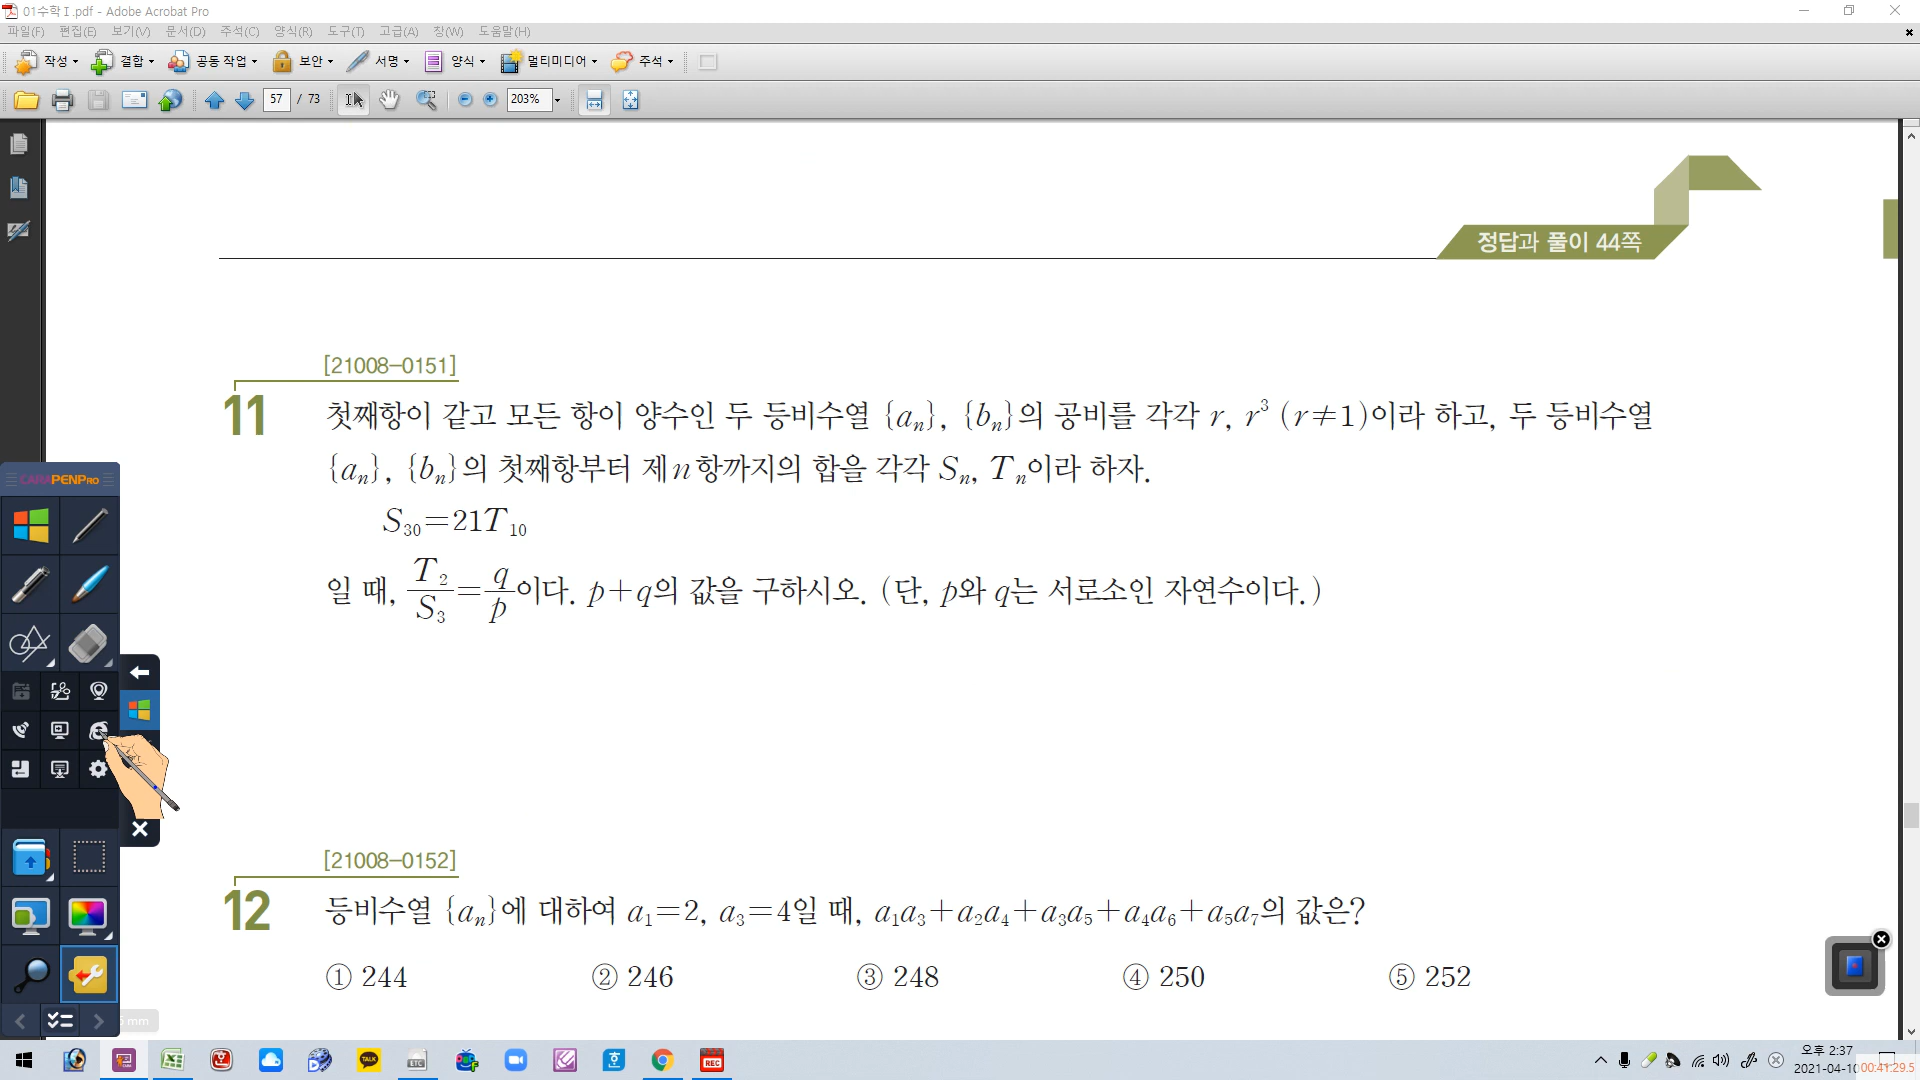 01수학Ⅰ.pdf - Adobe Acrobat Pro
파일(F) 편집(E) 보기(V) 문서(D) 주석(C) 양식(R) 도구(T) 고급(A) 창(W) 도움말(H)
작성 결합 공동 작업 보안 서명 양식 멀티미디어 주석
57 / 73 203%
정답과 풀이 44쪽
[21008-0151]
11 첫째항이 같고 모든 항이 양수인 두 등비수열 {aₙ}, {bₙ}의 공비를 각각 r, r³ (r≠1)이라 하고, 두 등비수열
{aₙ}, {bₙ}의 첫째항부터 제n항까지의 합을 각각 Sₙ, Tₙ이라 하자.
S₃₀=21T₁₀
일 때, T₂/S₃=q/p이다. p+q의 값을 구하시오. (단, p와 q는 서로소인 자연수이다.)
[21008-0152]
12 등비수열 {aₙ}에 대하여 a₁=2, a₃=4일 때, a₁a₃+a₂a₄+a₃a₅+a₄a₆+a₅a₇의 값은?
① 244 ② 246 ③ 248 ④ 250 ⑤ 252
CARAPENPRO
mm
TALK
ETC
REC
오후 2:37
2021-04-10
00:41:29.5